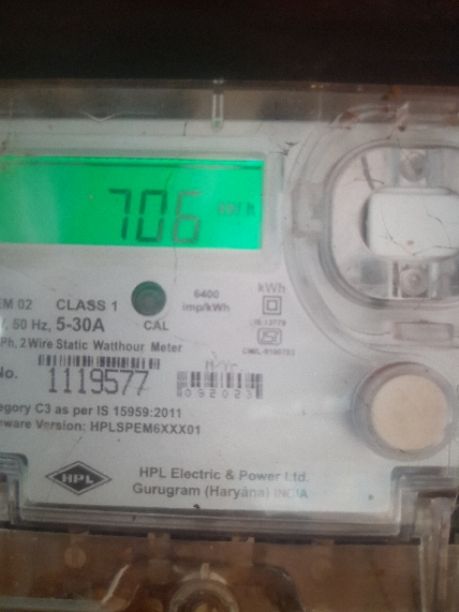 706 kWh
EM 02 CLASS 1
6400 imp/kWh
kWh
50 Hz, 5-30A CAL
Ph, 2 Wire Static Watthour Meter
No. 1119577
092023
egory C3 as per IS 15959:2011
ware Version: HPLSPEM6XXX01
HPL
HPL Electric & Power Ltd.
Gurugram (Haryana) INDIA